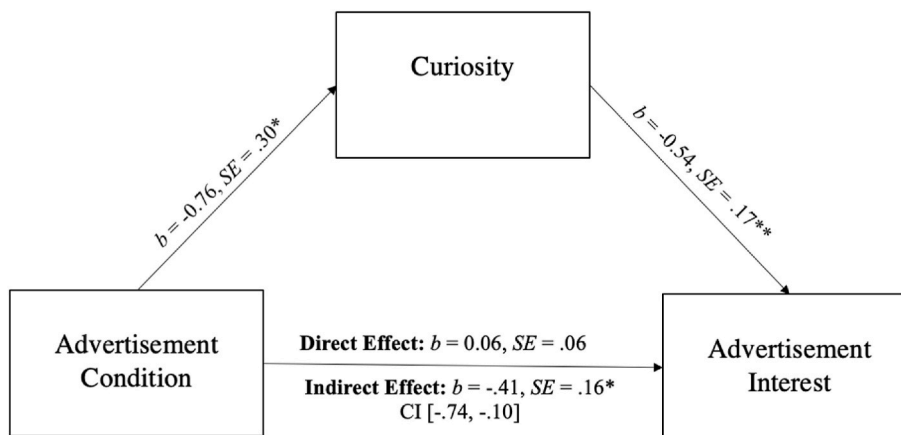 Curiosity
b = -0.76, SE = .30*
b = -0.54, SE = .17**
Advertisement
Condition
Direct Effect: b = 0.06, SE = .06
Indirect Effect: b = -.41, SE = .16*
CI [-.74, -.10]
Advertisement
Interest